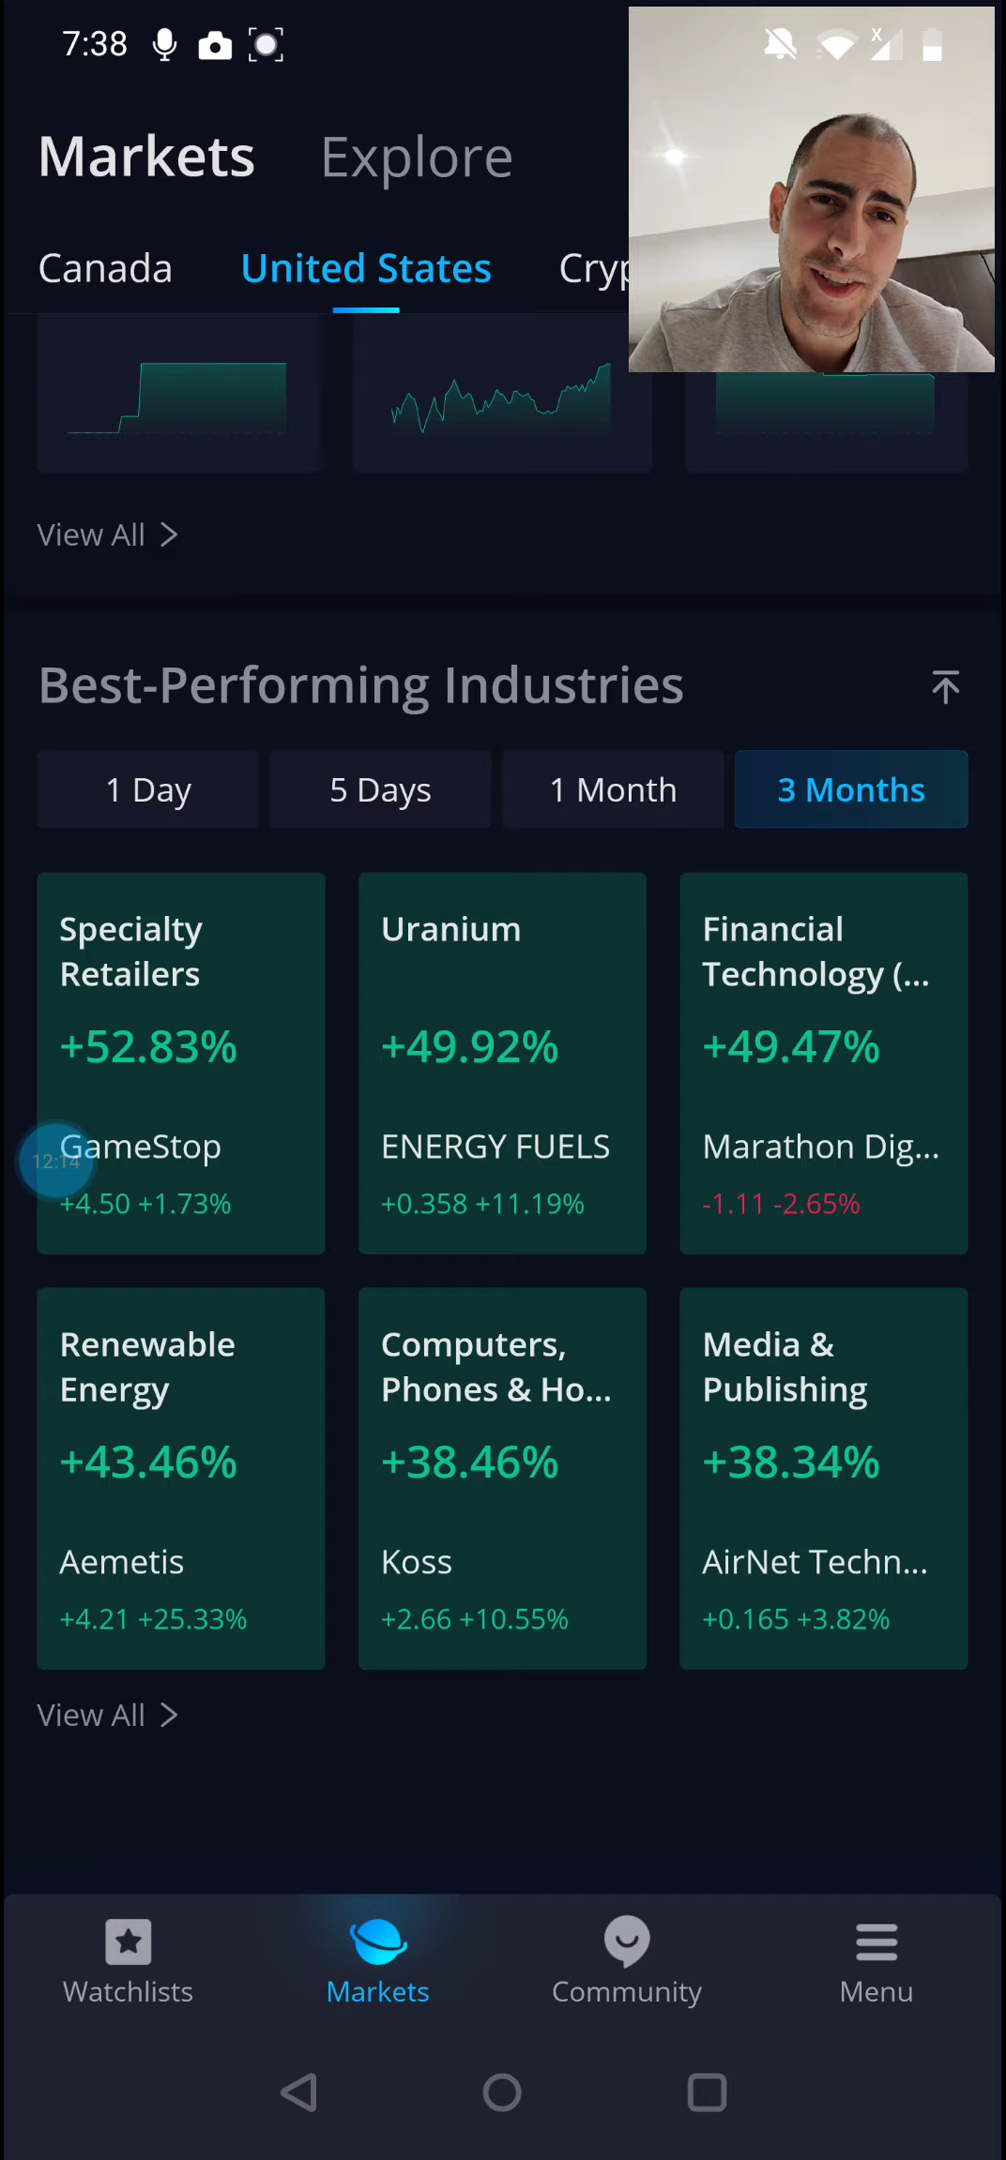 7:38
x
Markets Explore
Canada United States Cryp
View All >
Best-Performing Industries
1 Day 5 Days 1 Month 3 Months
Specialty Retailers
+52.83%
GameStop
+4.50 +1.73%
12:14
Uranium
+49.92%
ENERGY FUELS
+0.358 +11.19%
Financial
Technology (...
+49.47%
Marathon Dig...
-1.11 -2.65%
Renewable
Energy
+43.46%
Aemetis
+4.21 +25.33%
Computers,
Phones & Ho...
+38.46%
Koss
+2.66 +10.55%
Media &
Publishing
+38.34%
AirNet Techn...
+0.165 +3.82%
View All >
Watchlists Markets Community Menu